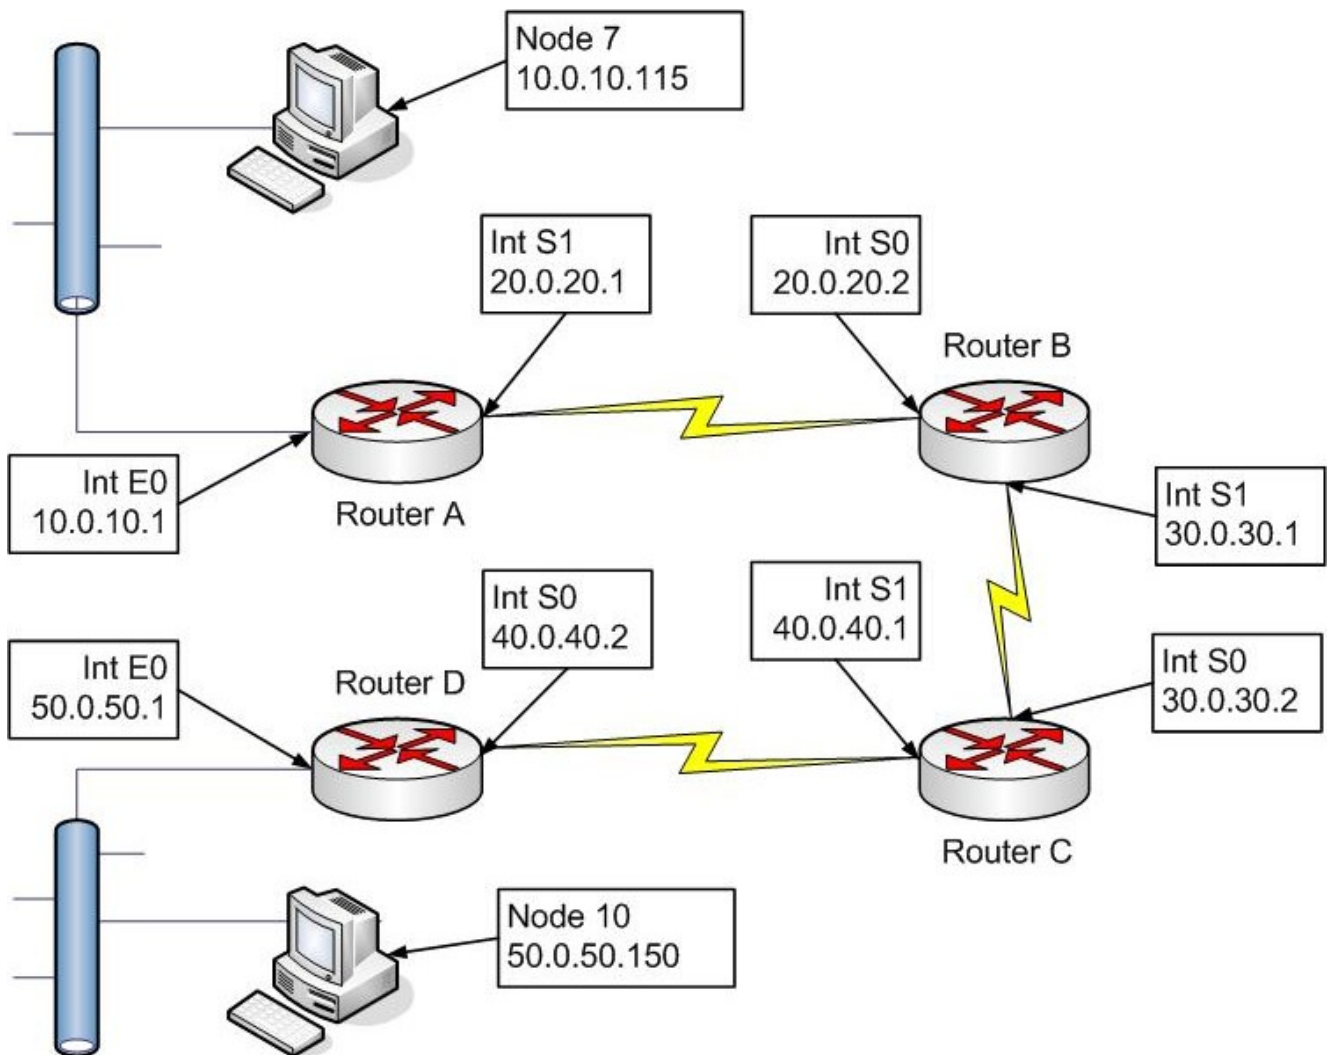 Node 7
10.0.10.115
Int S1
20.0.20.1
Int S0
20.0.20.2
Router B
Int E0
10.0.10.1
Router A
Int S1
30.0.30.1
Int S0
40.0.40.2
Int S1
40.0.40.1
Int E0
50.0.50.1
Router D
Int S0
30.0.30.2
Router C
Node 10
50.0.50.150